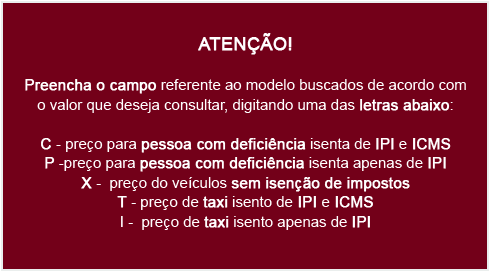 ATENÇÃO!
Preencha o campo referente ao modelo buscados de acordo com
o valor que deseja consultar, digitando uma das letras abaixo:
C - preço para pessoa com deficiência isenta de IPI e ICMS
P -preço para pessoa com deficiência isenta apenas de IPI
X - preço do veículos sem isenção de impostos
T - preço de taxi isento de IPI e ICMS
I - preço de taxi isento apenas de IPI